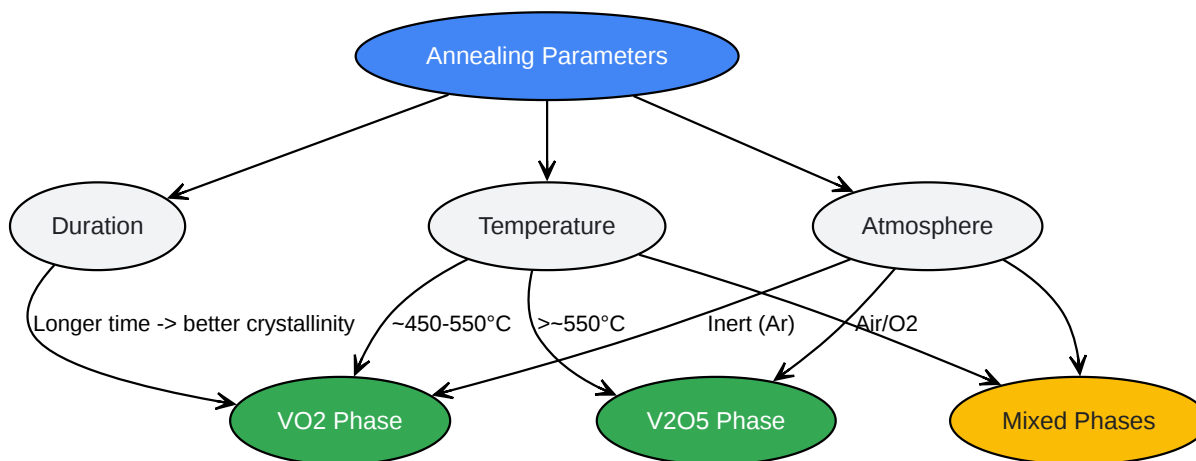 Annealing Parameters
Duration
Temperature
Atmosphere
Longer time -> better crystallinity
~450-550°C
>~550°C
Inert (Ar)
Air/O2
VO2 Phase
V2O5 Phase
Mixed Phases